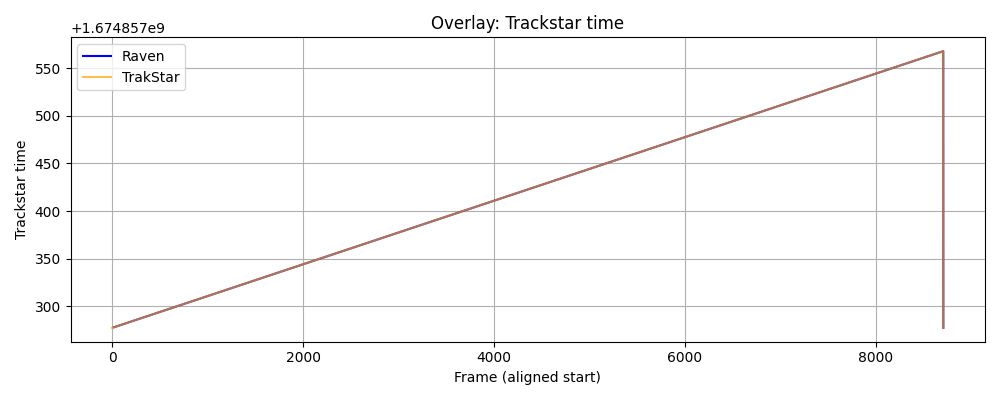 Overlay: Trackstar time
+1.674857e9
Raven
TrakStar
550
500
450
400
350
300
Trackstar time
0 2000 4000 6000 8000
Frame (aligned start)